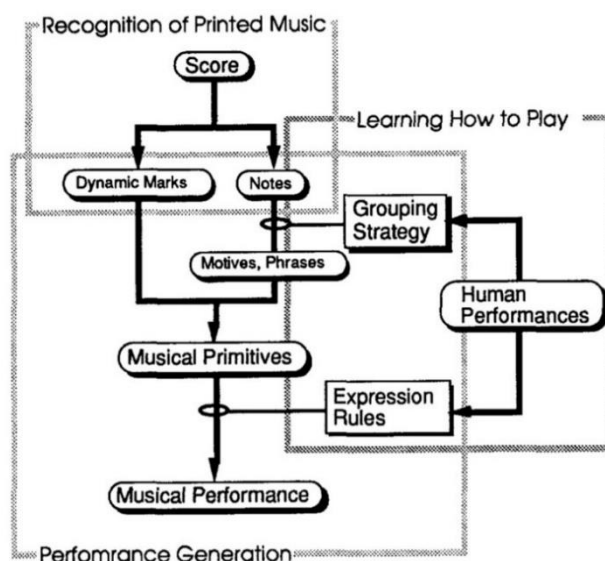 Recognition of Printed Music
Score
Learning How to Play
Dynamic Marks
Notes
Grouping
Strategy
Motives, Phrases
Human
Performances
Musical Primitives
Expression
Rules
Musical Performance
Perfomrance Generation